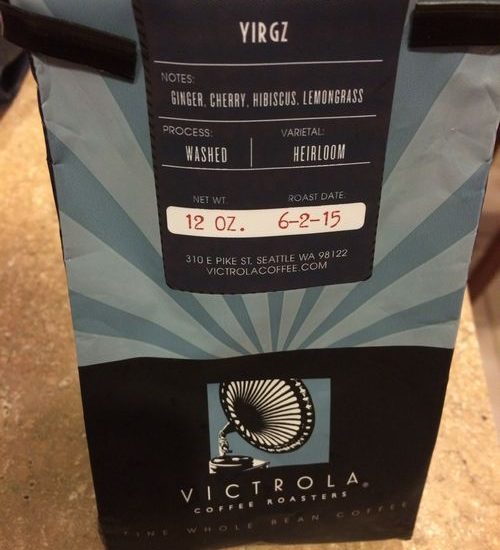 YIRGZ
NOTES:
GINGER, CHERRY, HIBISCUS, LEMONGRASS
PROCESS: VARIETAL:
WASHED HEIRLOOM
NET WT. ROAST DATE:
12 OZ. 6-2-15
310 E PIKE ST. SEATTLE WA 98122
VICTROLACOFFEE.COM
VICTROLA®
COFFEE ROASTERS
FINE WHOLE BEAN COFFEE